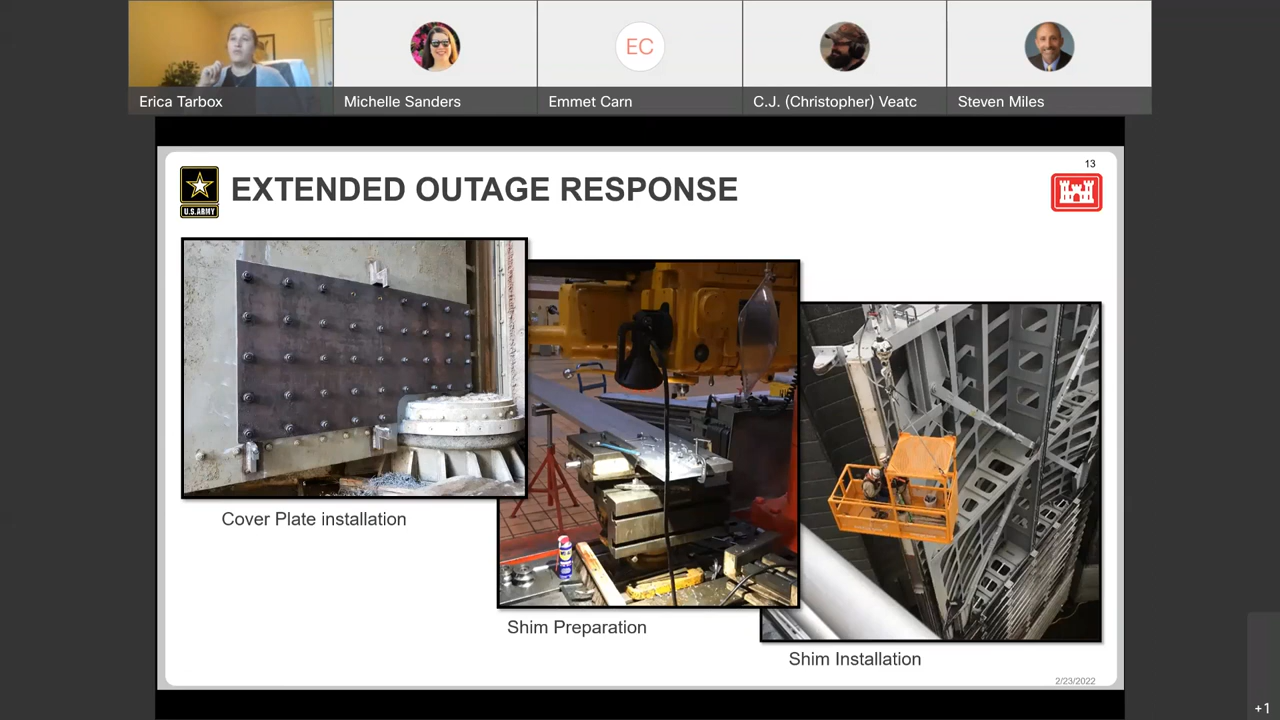 EC
Erica Tarbox
Michelle Sanders
Emmet Carn
C.J. (Christopher) Veatc
Steven Miles
13
U.S.ARMY
EXTENDED OUTAGE RESPONSE
Cover Plate installation
Shim Preparation
Shim Installation
2/23/2022
+1